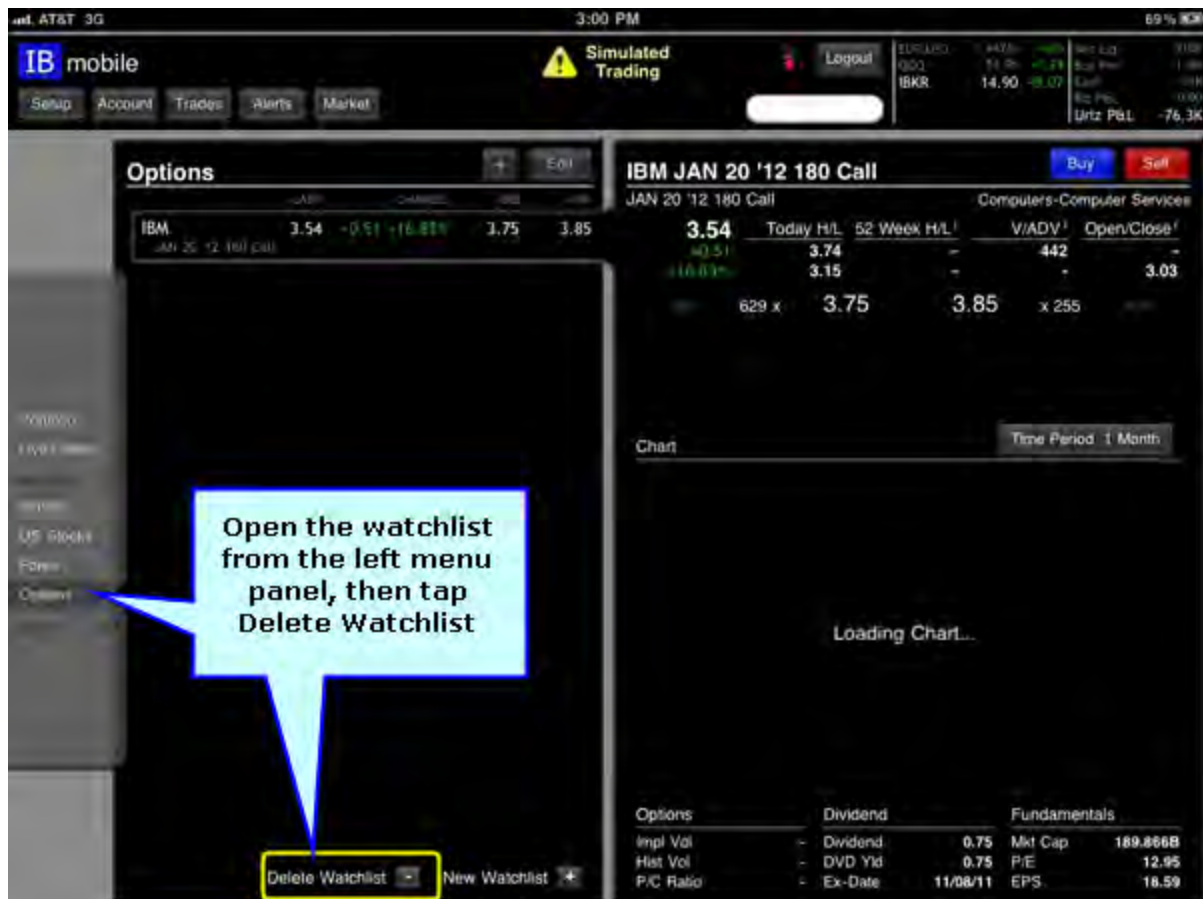 AT&T 3G 3:00 PM 69%
IB mobile
Simulated Trading
Logout
IBKR 14.90
Setup Account Trades Alerts Market
Urlz P&L -76.3K
Options + Edit
IBM 3.54 3.75 3.85
IBM JAN 20 '12 180 Call Buy Sell
JAN 20 '12 180 Call Computers-Computer Services
3.54 Today H/L 52 Week H/L V/ADV Open/Close
3.74 - 442 -
3.15 - - 3.03
629 x 3.75 3.85 x 255
Chart Time Period 1 Month
US Stocks
Forex
Options
Open the watchlist
from the left menu
panel, then tap
Delete Watchlist
Loading Chart...
Options Dividend Fundamentals
Impl Vol - Dividend 0.75 Mkt Cap 189.866B
Hist Vol - DVD Yld 0.75 P/E 12.95
P/C Ratio - Ex-Date 11/08/11 EPS 18.59
Delete Watchlist - New Watchlist +